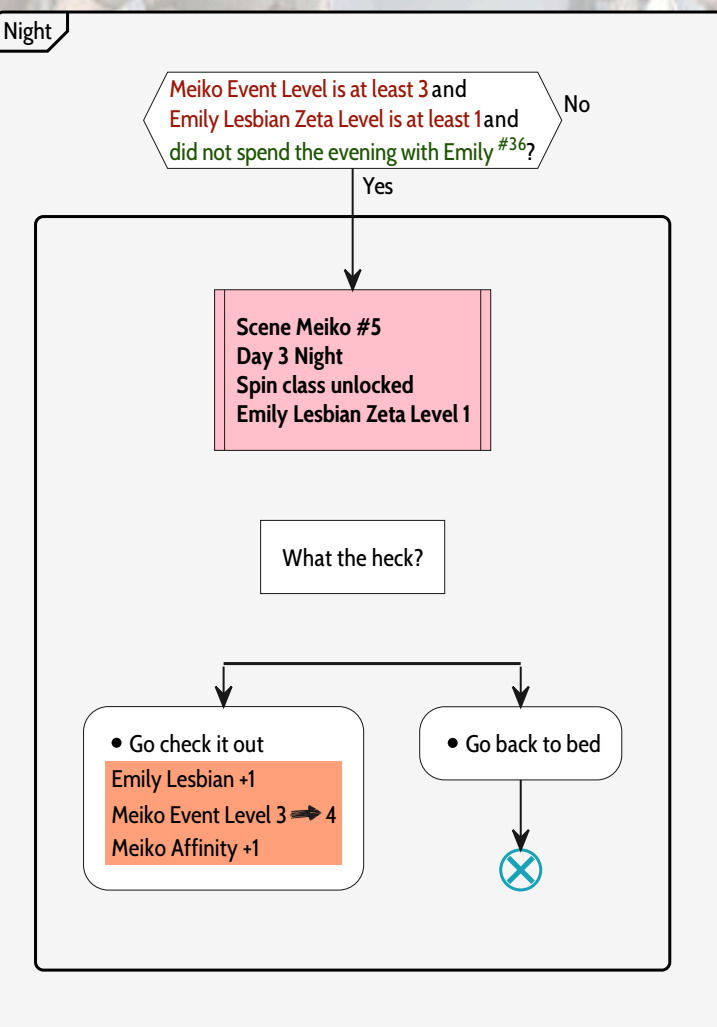 Night
Meiko Event Level is at least 3 and
No
Emily Lesbian Zeta Level is at least 1 and
did not spend the evening with Emily #36?
Yes
Scene Meiko #5
Day 3 Night
Spin class unlocked
Emily Lesbian Zeta Level 1
What the heck?
• Go check it out
Emily Lesbian +1
Meiko Event Level 3 ➡ 4
Meiko Affinity +1
• Go back to bed